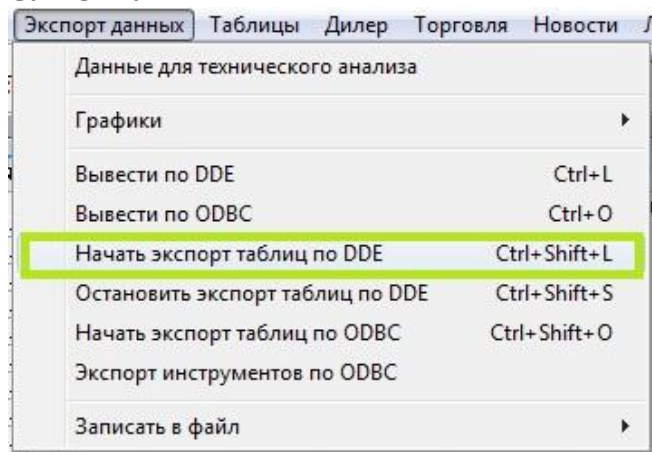 Экспорт данных Таблицы Дилер Торговля Новости
Данные для технического анализа
Графики
Вывести по DDE Ctrl+L
Вывести по ODBC Ctrl+O
Начать экспорт таблиц по DDE Ctrl+Shift+L
Остановить экспорт таблиц по DDE Ctrl+Shift+S
Начать экспорт таблиц по ODBC Ctrl+Shift+O
Экспорт инструментов по ODBC
Записать в файл